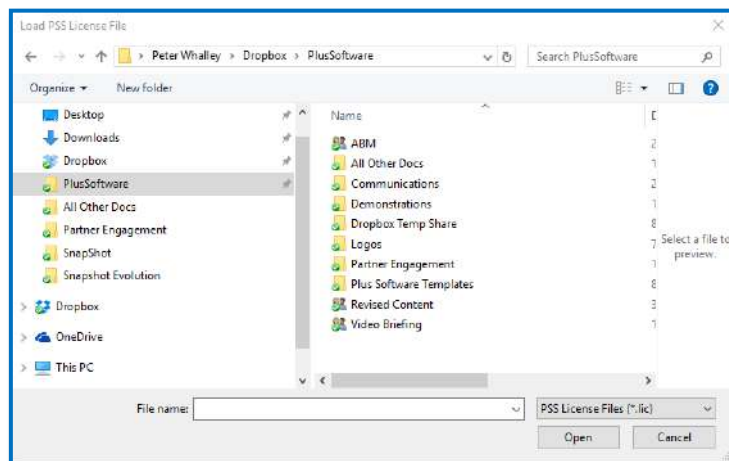 Load PSS License File
Peter Whalley > Dropbox > PlusSoftware
Search PlusSoftware
Organize
New folder
Desktop
Downloads
Dropbox
PlusSoftware
All Other Docs
Partner Engagement
SnapShot
Snapshot Evolution
Dropbox
OneDrive
This PC
Name
ABM
All Other Docs
Communications
Demonstrations
Dropbox Temp Share
Logos
Partner Engagement
Plus Software Templates
Revised Content
Video Briefing
Select a file to
preview.
File name:
PSS License Files (*.lic)
Open
Cancel